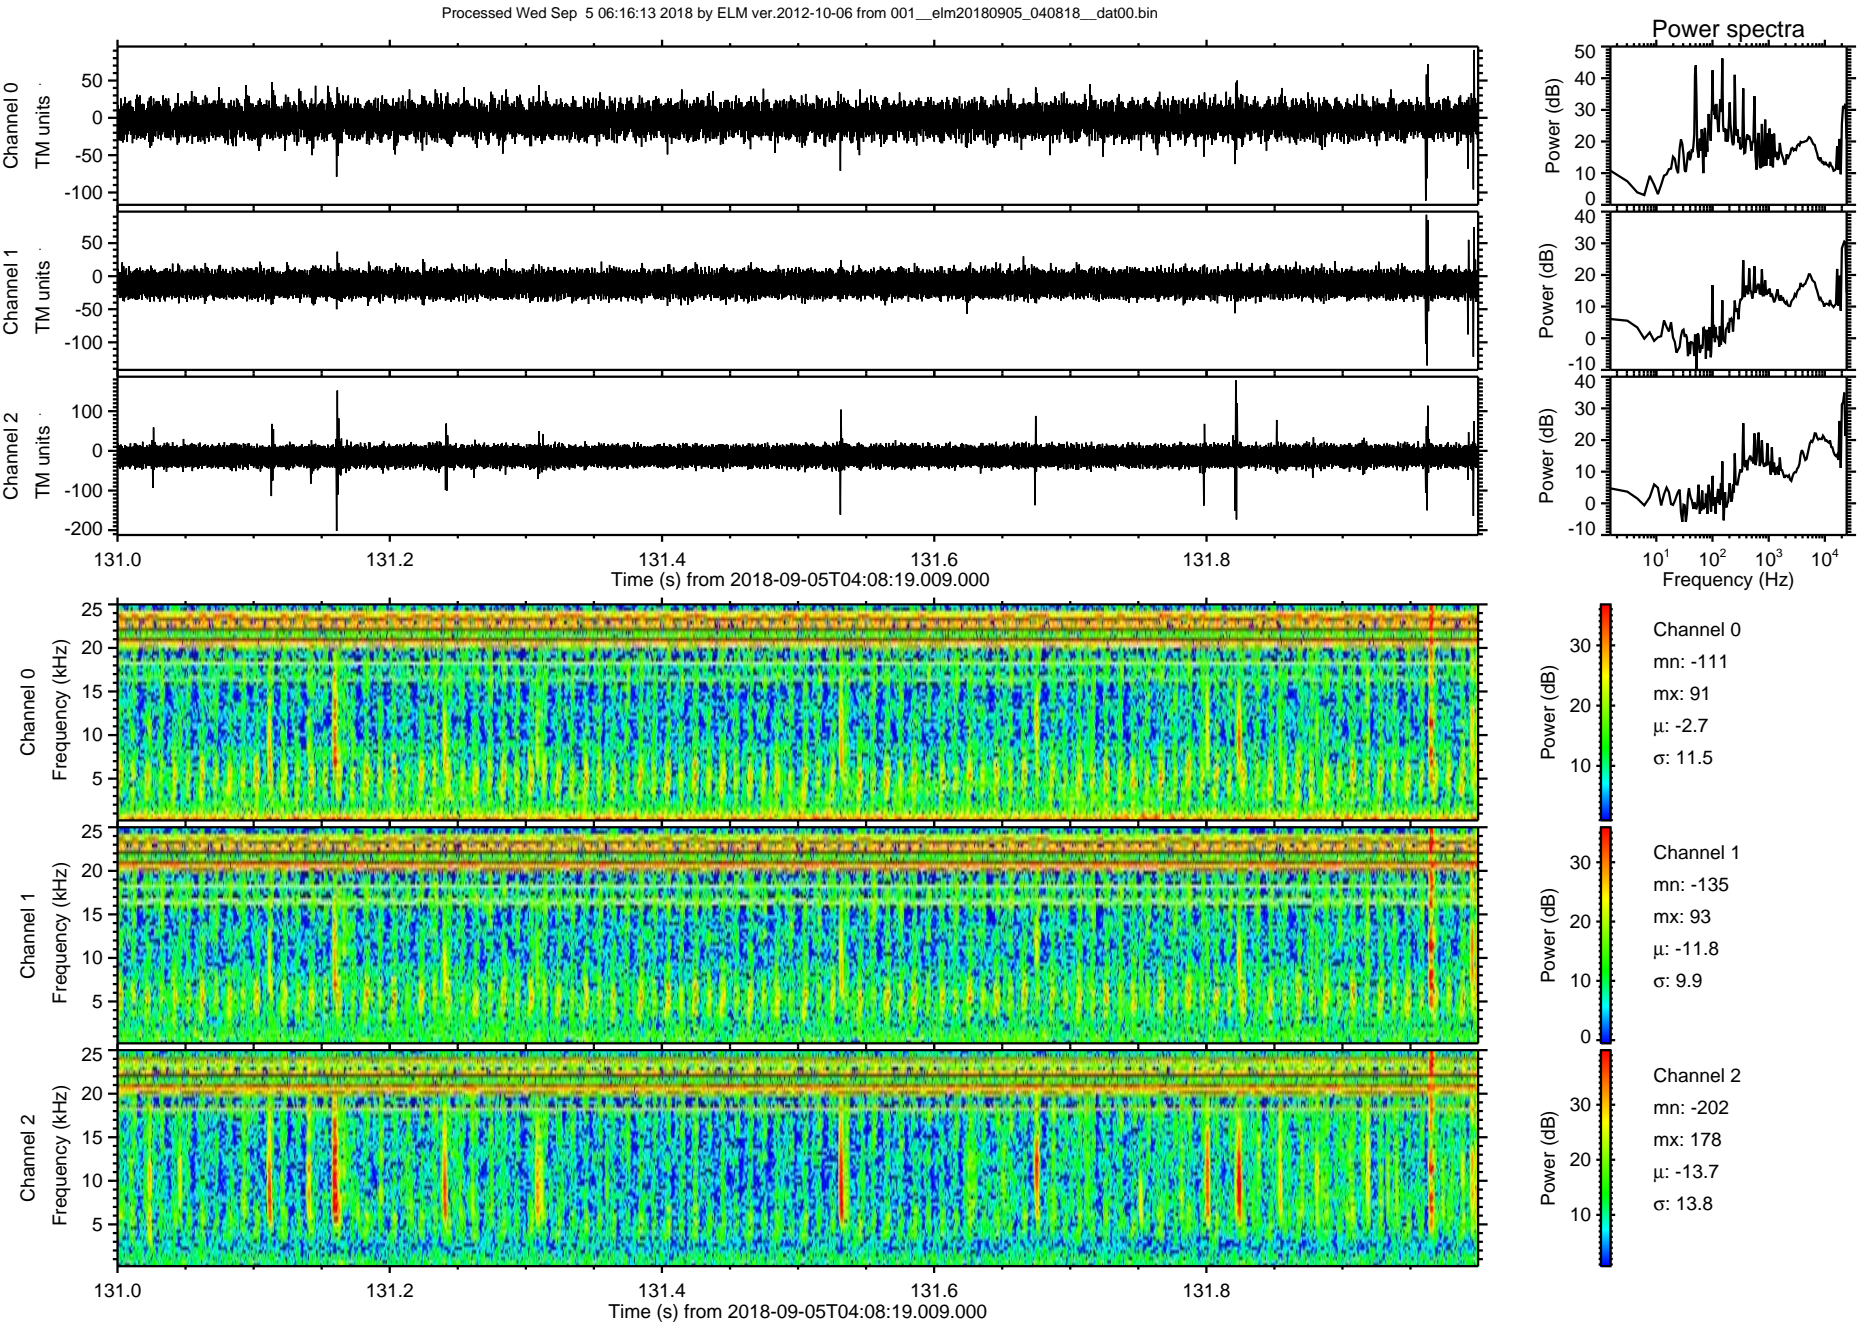 Processed Wed Sep  5 06:16:13 2018 by ELM ver.2012-10-06 from 001__elm20180905_040818__dat00.bin
Power spectra
Channel 0
TM units
50
0
-50
-100
Power (dB)
50
40
30
20
10
0
Channel 1
TM units
50
0
-50
-100
Power (dB)
40
30
20
10
0
-10
Channel 2
TM units
100
0
-100
-200
Power (dB)
40
30
20
10
0
-10
131.0 131.2 131.4 131.6 131.8
Time (s) from 2018-09-05T04:08:19.009.000
10^1 10^2 10^3 10^4
Frequency (Hz)
Channel 0
Frequency (kHz)
25
20
15
10
5
Power (dB)
30
20
10
Channel 0
mn: -111
mx: 91
µ: -2.7
σ: 11.5
Channel 1
Frequency (kHz)
25
20
15
10
5
Power (dB)
30
20
10
0
Channel 1
mn: -135
mx: 93
µ: -11.8
σ: 9.9
Channel 2
Frequency (kHz)
25
20
15
10
5
Power (dB)
30
20
10
Channel 2
mn: -202
mx: 178
µ: -13.7
σ: 13.8
131.0 131.2 131.4 131.6 131.8
Time (s) from 2018-09-05T04:08:19.009.000